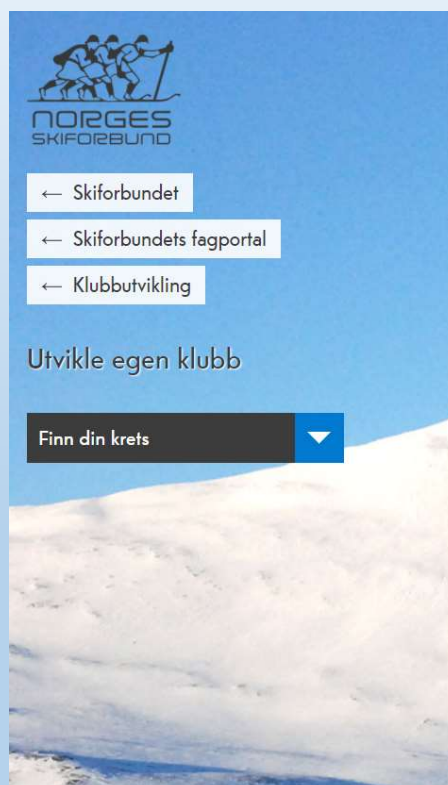 NORGES
SKIFORBUND
← Skiforbundet
← Skiforbundets fagportal
← Klubbutvikling
Utvikle egen klubb
Finn din krets